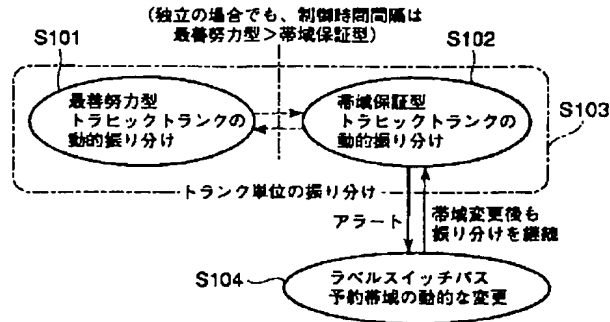 (独立の場合でも、制御時間間隔は
最善努力型＞帯域保証型)
S101
S102
最善努力型
トラヒックトランクの
動的振り分け
帯域保証型
トラヒックトランクの
動的振り分け
S103
トランク単位の振り分け
アラート
帯域変更後も
振り分けを継続
S104
ラベルスイッチパス
予約帯域の動的な変更